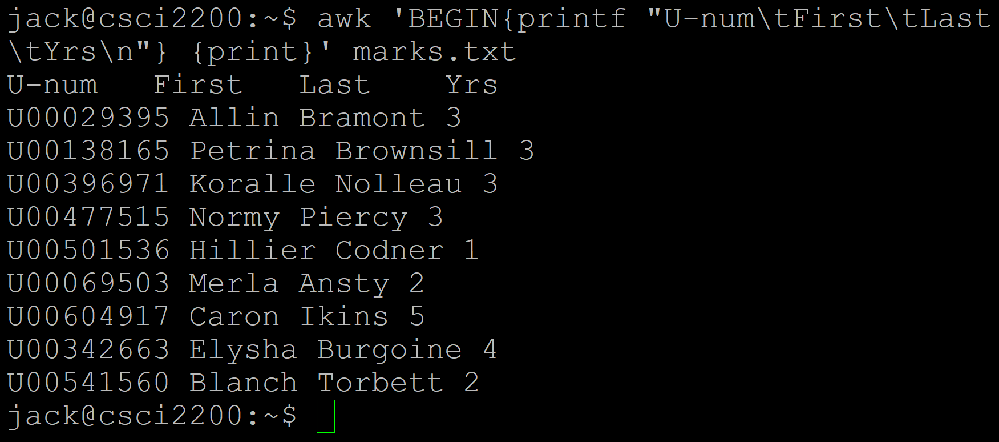 jack@csci2200:~$ awk 'BEGIN{printf "U-num\tFirst\tLast
\tYrs\n"} {print}' marks.txt
U-num   First   Last    Yrs
U00029395 Allin Bramont 3
U00138165 Petrina Brownsill 3
U00396971 Koralle Nolleau 3
U00477515 Normy Piercy 3
U00501536 Hillier Codner 1
U00069503 Merla Ansty 2
U00604917 Caron Ikins 5
U00342663 Elysha Burgoine 4
U00541560 Blanch Torbett 2
jack@csci2200:~$